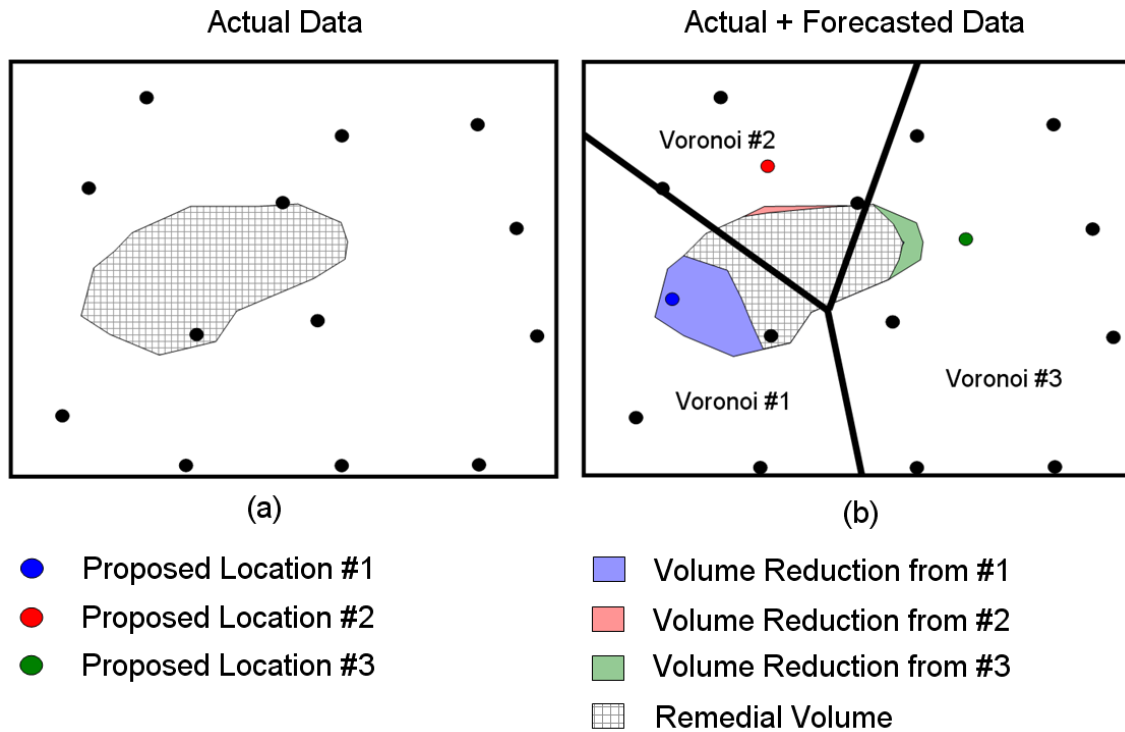 Actual Data
Actual + Forecasted Data
Voronoi #2
Voronoi #3
Voronoi #1
(a)
(b)
Proposed Location #1
Proposed Location #2
Proposed Location #3
Volume Reduction from #1
Volume Reduction from #2
Volume Reduction from #3
Remedial Volume